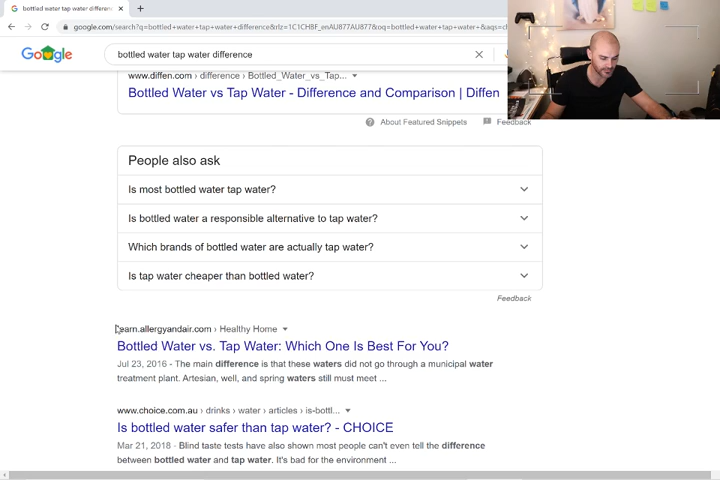 bottled water tap water differenc
google.com/search?q=bottled+water+tap+water+difference&rlz=1C1CHBF_enAU877AU877&oq=bottled+water+tap+water+&aqs=c
Google
bottled water tap water difference
www.diffen.com › difference › Bottled_Water_vs_Tap...
Bottled Water vs Tap Water - Difference and Comparison | Diffen
About Featured Snippets
Feedback
People also ask
Is most bottled water tap water?
Is bottled water a responsible alternative to tap water?
Which brands of bottled water are actually tap water?
Is tap water cheaper than bottled water?
Feedback
learn.allergyandair.com › Healthy Home
Bottled Water vs. Tap Water: Which One Is Best For You?
Jul 23, 2016 - The main difference is that these waters did not go through a municipal water
treatment plant. Artesian, well, and spring waters still must meet ...
www.choice.com.au › drinks › water › articles › is-bottl...
Is bottled water safer than tap water? - CHOICE
Mar 21, 2018 - Blind taste tests have also shown most people can't even tell the difference
between bottled water and tap water. It's bad for the environment ...